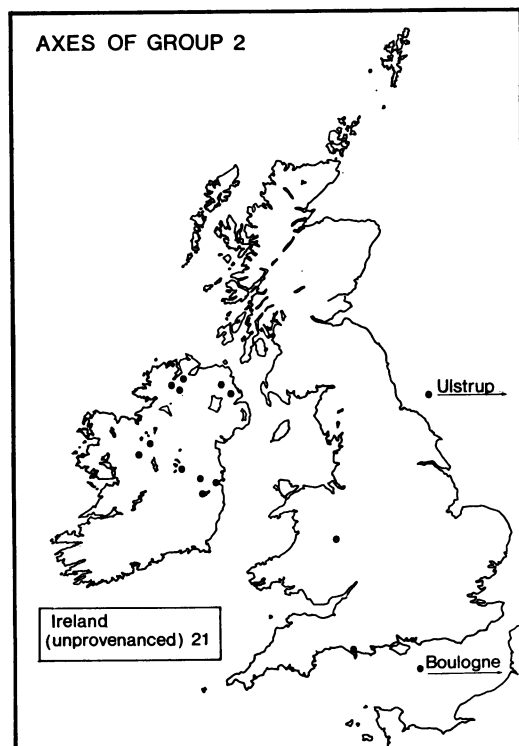 AXES OF GROUP 2
Ulstrup
Ireland
(unprovenanced) 21
Boulogne